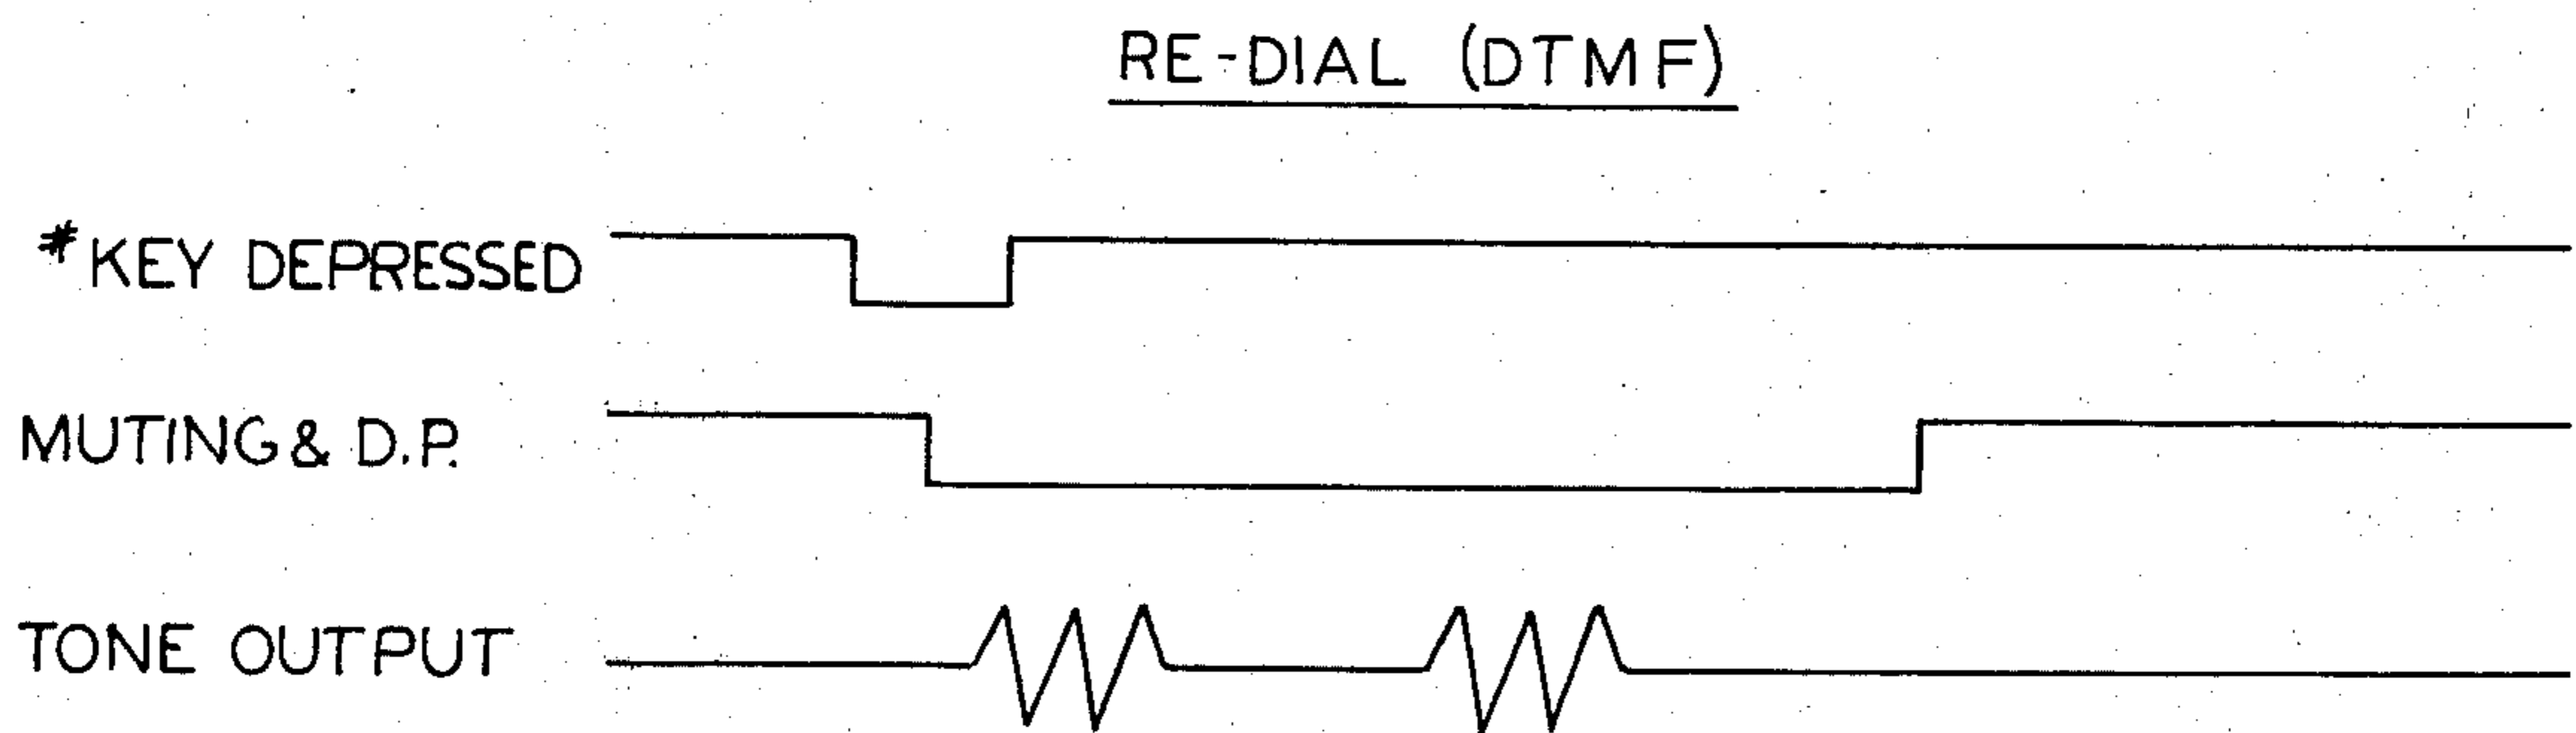 RE-DIAL (DTMF)
#KEY DEPRESSED
MUTING & D.P.
TONE OUTPUT